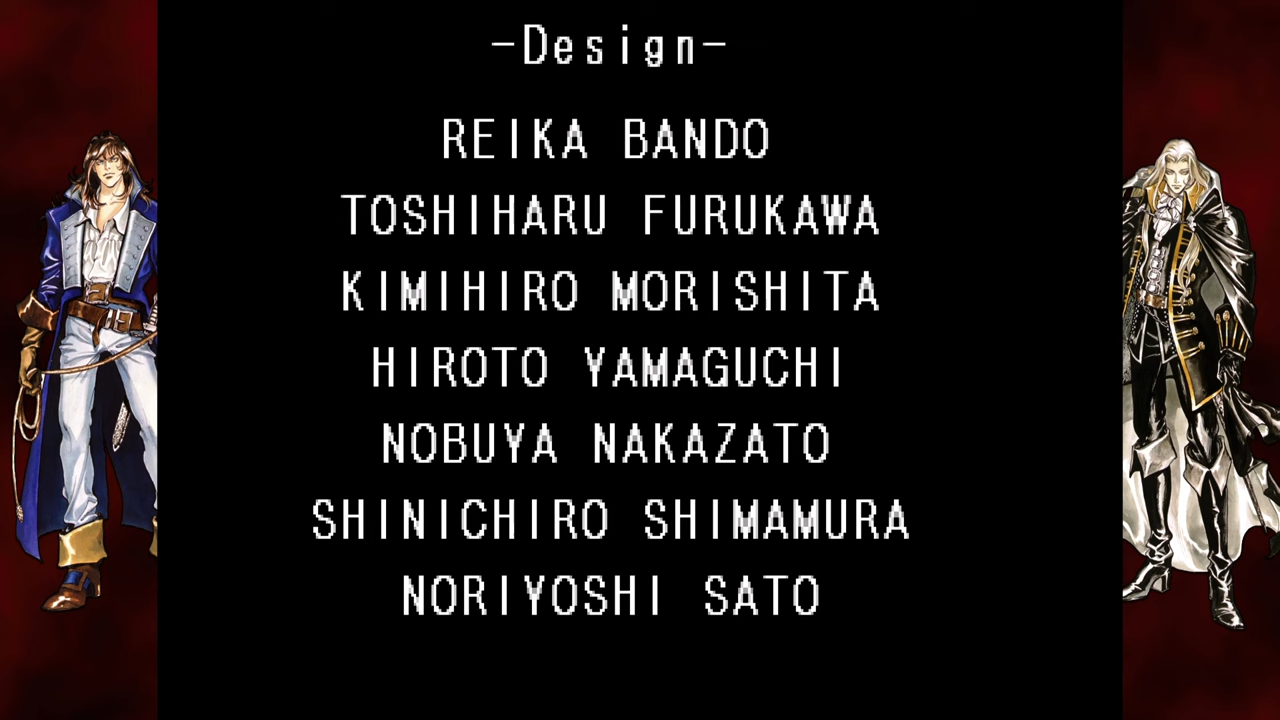 -Design-
REIKA BANDO
TOSHIHARU FURUKAWA
KIMIHIRO MORISHITA
HIROTO YAMAGUCHI
NOBUYA NAKAZATO
SHINICHIRO SHIMAMURA
NORIYOSHI SATO